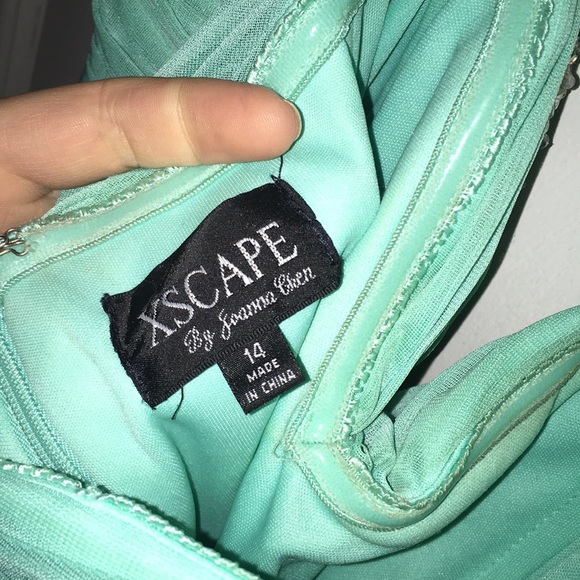 XSCAPE
By Joanna Chen
14
MADE
IN CHINA